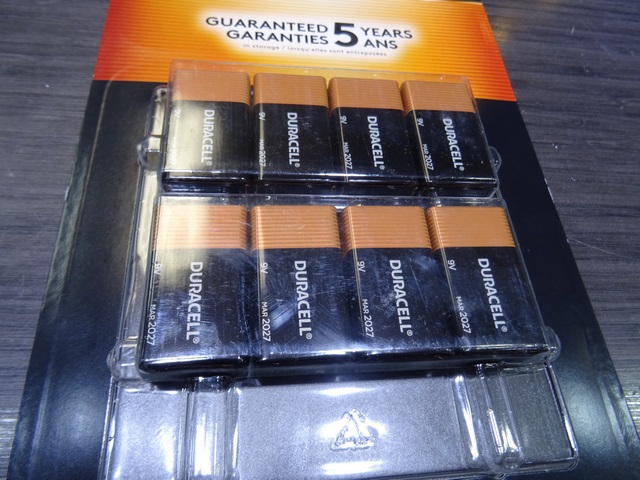 GUARANTEED 5 YEARS
GARANTIES 5 ANS
in storage / lorsqu'elles sont entreposées
9V
MAR 2027
DURACELL®
9V
MAR 2027
DURACELL®
9V
MAR 2027
DURACELL®
9V
MAR 2027
DURACELL®
9V
MAR 2027
DURACELL®
9V
MAR 2027
DURACELL®
9V
MAR 2027
DURACELL®
9V
MAR 2027
DURACELL®